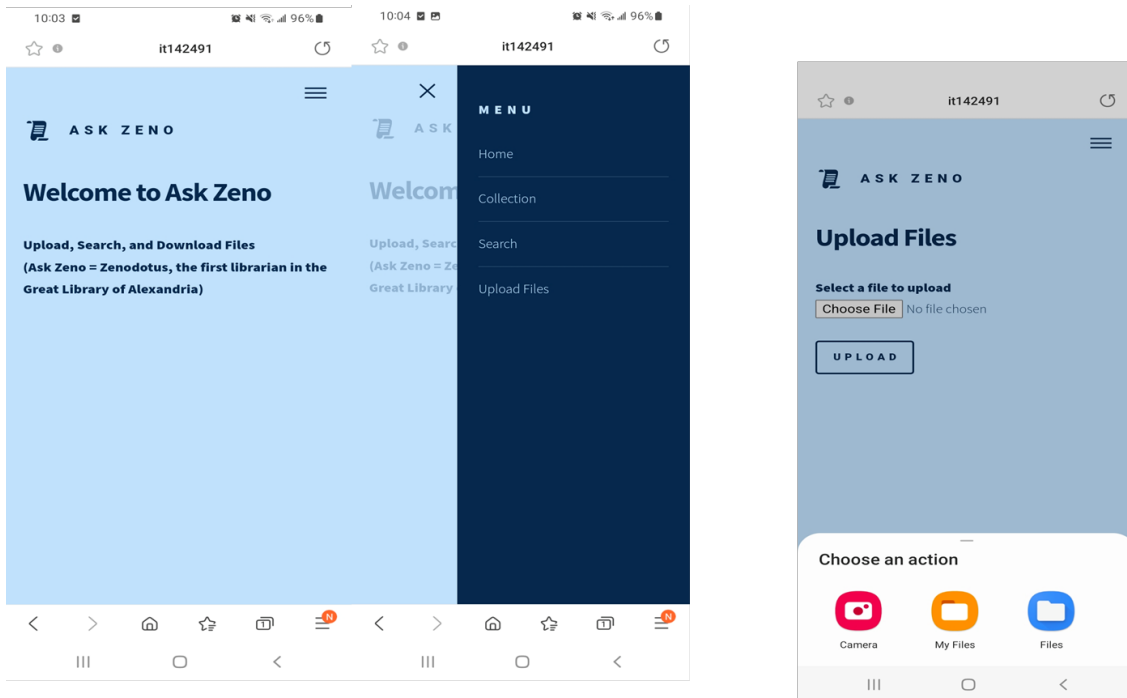 10:03
96%
it142491
ASK ZENO
Welcome to Ask Zeno
Upload, Search, and Download Files
(Ask Zeno = Zenodotus, the first librarian in the
Great Library of Alexandria)
N
10:04
96%
it142491
ASK
Welcom
Upload, Searc
(Ask Zeno = Ze
Great Library
MENU
Home
Collection
Search
Upload Files
N
it142491
ASK ZENO
Upload Files
Select a file to upload
Choose File No file chosen
UPLOAD
Choose an action
Camera
My Files
Files